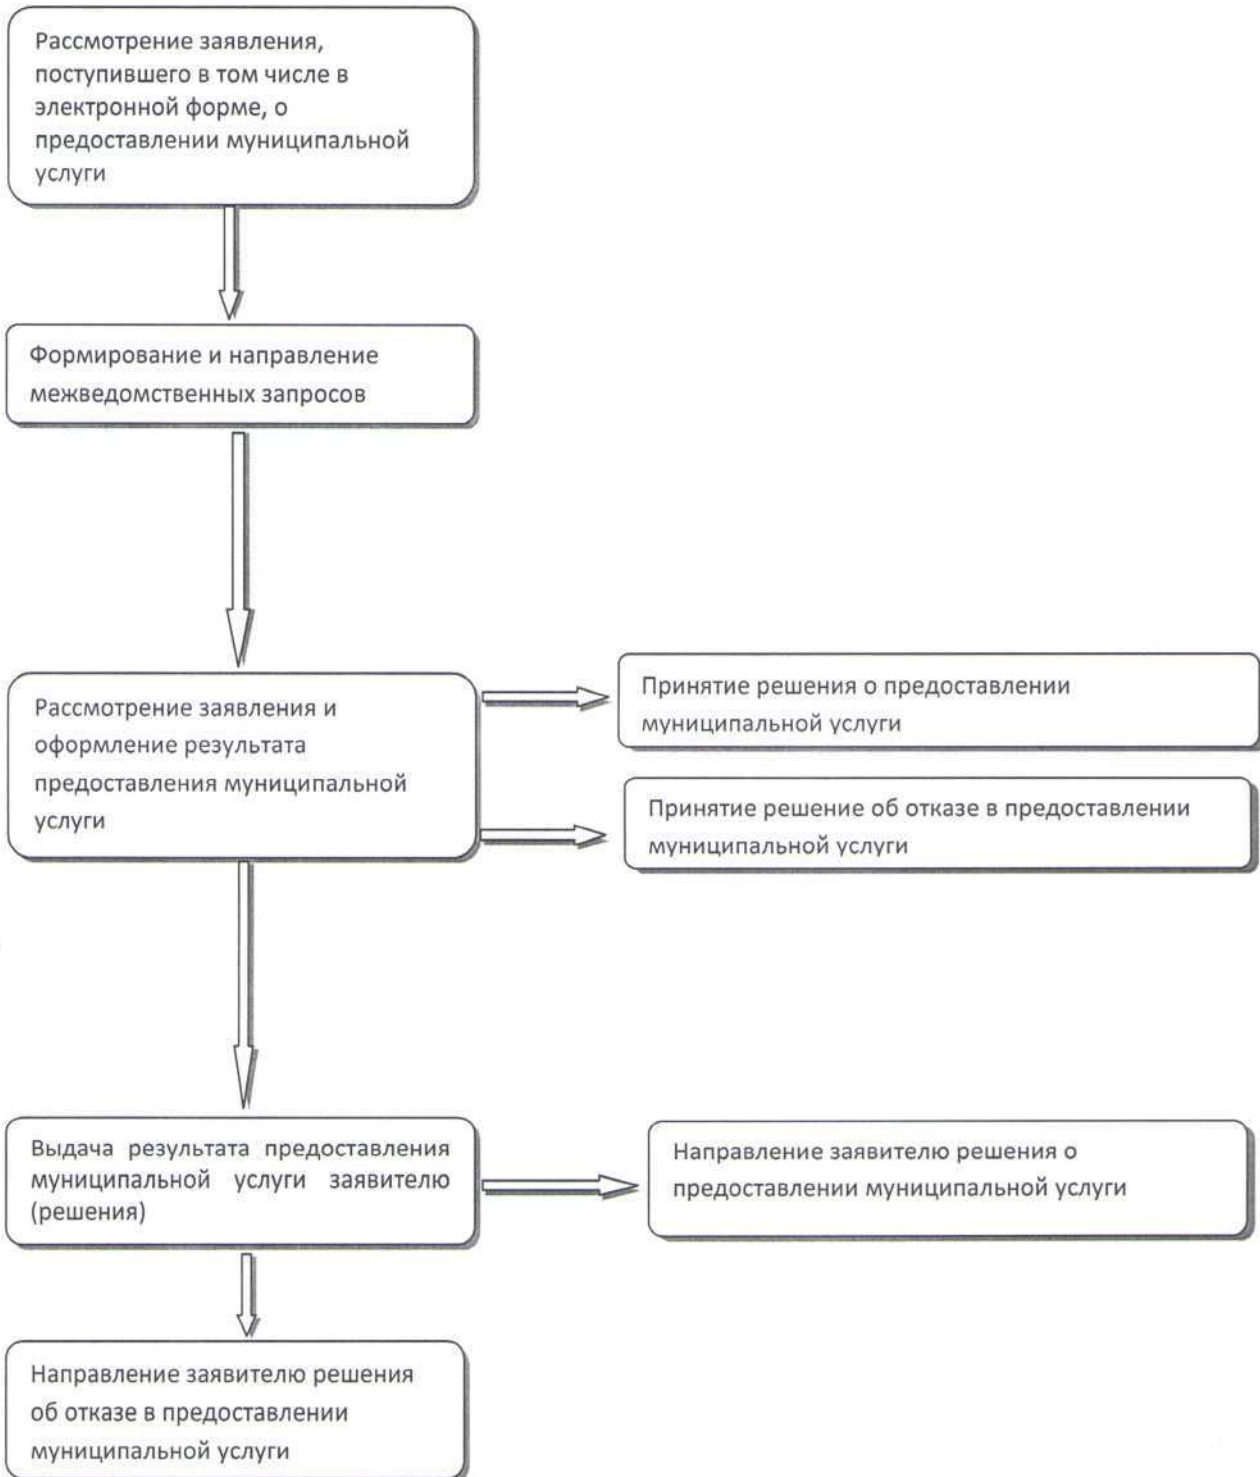 Рассмотрение заявления,
поступившего в том числе в
электронной форме, о
предоставлении муниципальной
услуги
Формирование и направление
межведомственных запросов
Рассмотрение заявления и
оформление результата
предоставления муниципальной
услуги
Принятие решения о предоставлении
муниципальной услуги
Принятие решение об отказе в предоставлении
муниципальной услуги
Выдача результата предоставления
муниципальной услуги заявителю
(решения)
Направление заявителю решения о
предоставлении муниципальной услуги
Направление заявителю решения
об отказе в предоставлении
муниципальной услуги